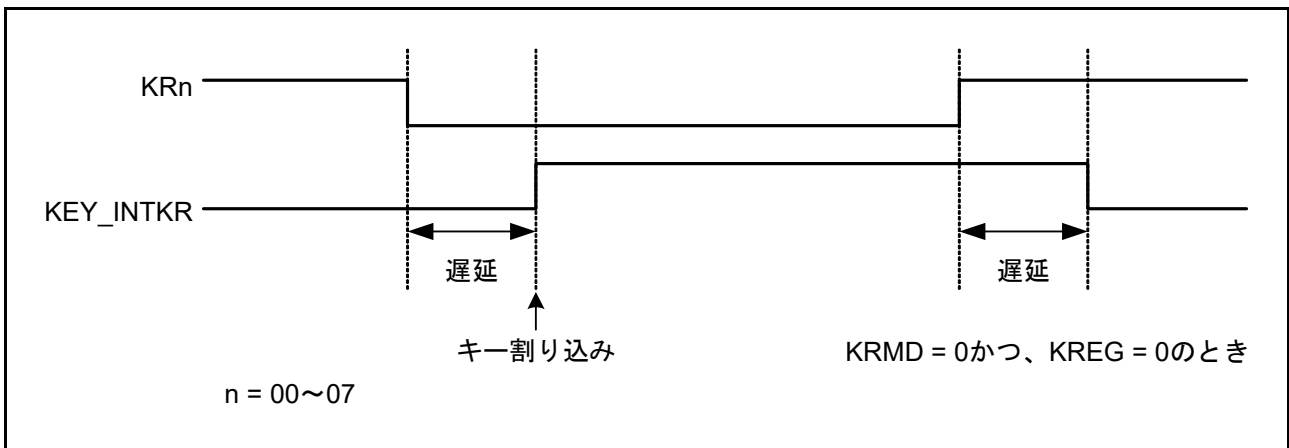 KRn
KEY_INTKR
遅延
遅延
キー割り込み
KRMD = 0かつ、KREG = 0のとき
n = 00～07